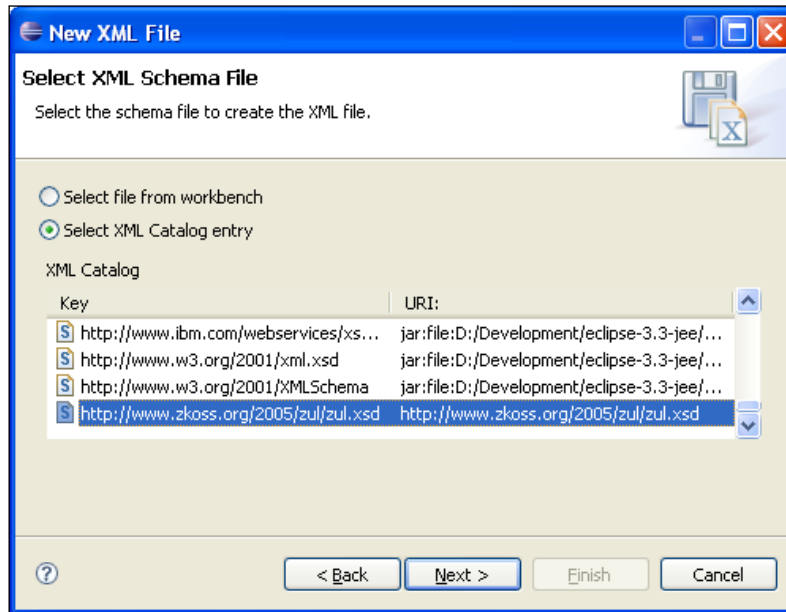 New XML File
Select XML Schema File
Select the schema file to create the XML file.
X
Select file from workbench
Select XML Catalog entry
XML Catalog
Key URI:
S http://www.ibm.com/webservices/xs... jar:file:D:/Development/eclipse-3.3-jee/...
S http://www.w3.org/2001/xml.xsd jar:file:D:/Development/eclipse-3.3-jee/...
S http://www.w3.org/2001/XMLSchema jar:file:D:/Development/eclipse-3.3-jee/...
S http://www.zkoss.org/2005/zul/zul.xsd http://www.zkoss.org/2005/zul/zul.xsd
? < Back Next > Finish Cancel